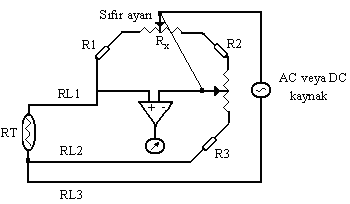 Sıfır ayarı
R1
Rx
R2
RL1
AC veya DC
kaynak
+ -
RT
RL2
R3
RL3